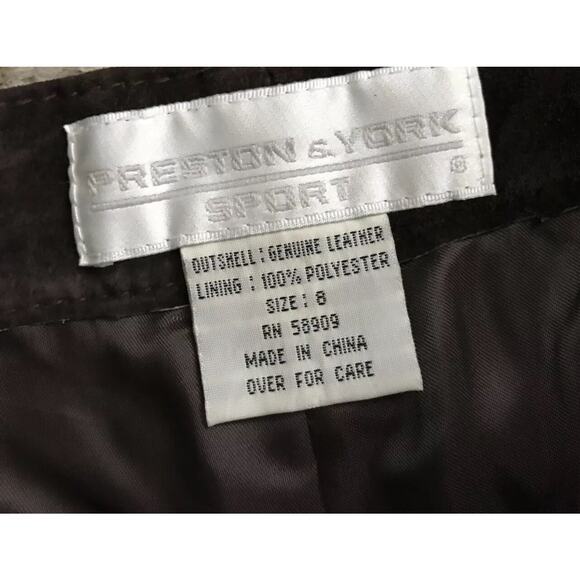 PRESTON & YORK
SPORT
OUTSHELL : GENUINE LEATHER
LINING : 100% POLYESTER
SIZE : 8
RN 58909
MADE IN CHINA
OVER FOR CARE